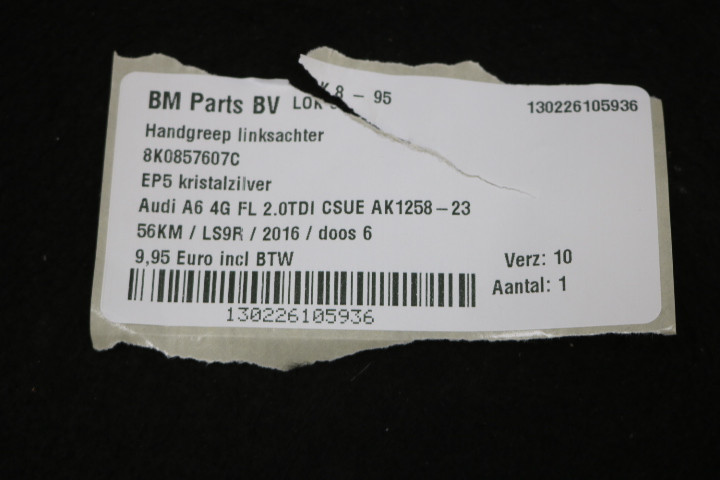 BM Parts BV LOK 8 – 95 130226105936
Handgreep linksachter
8K0857607C
EP5 kristalzilver
Audi A6 4G FL 2.0TDI CSUE AK1258–23
56KM / LS9R / 2016 / doos 6
9,95 Euro incl BTW Verz: 10
Aantal: 1
130226105936